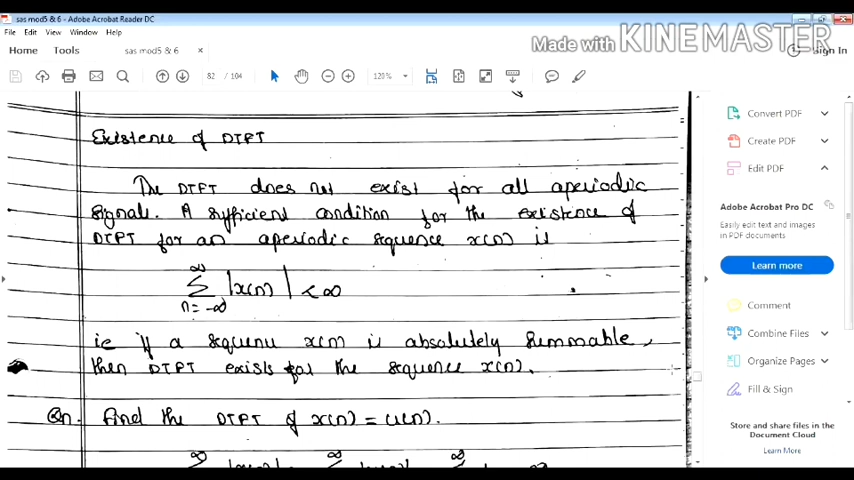 sas mod5 & 6 - Adobe Acrobat Reader DC
File Edit View Window Help
Made with KINEMASTER
Home Tools sas mod5 & 6 × Sign In
82 / 104 120%
Existence of DTFT
The DTFT does not exist for all aperiodic
signals. A sufficient condition for the existence of
DTFT for an aperiodic sequence x(n) is
∞
Σ |x(n)| < ∞
n=-∞
ie if a sequence x(n) is absolutely summable,
then DTFT exists for the sequence x(n).
Qn. Find the DTFT of x(n) = u(n).
Convert PDF
Create PDF
Edit PDF
Adobe Acrobat Pro DC
Easily edit text and images
in PDF documents
Learn more
Comment
Combine Files
Organize Pages
Fill & Sign
Store and share files in the
Document Cloud
Learn More